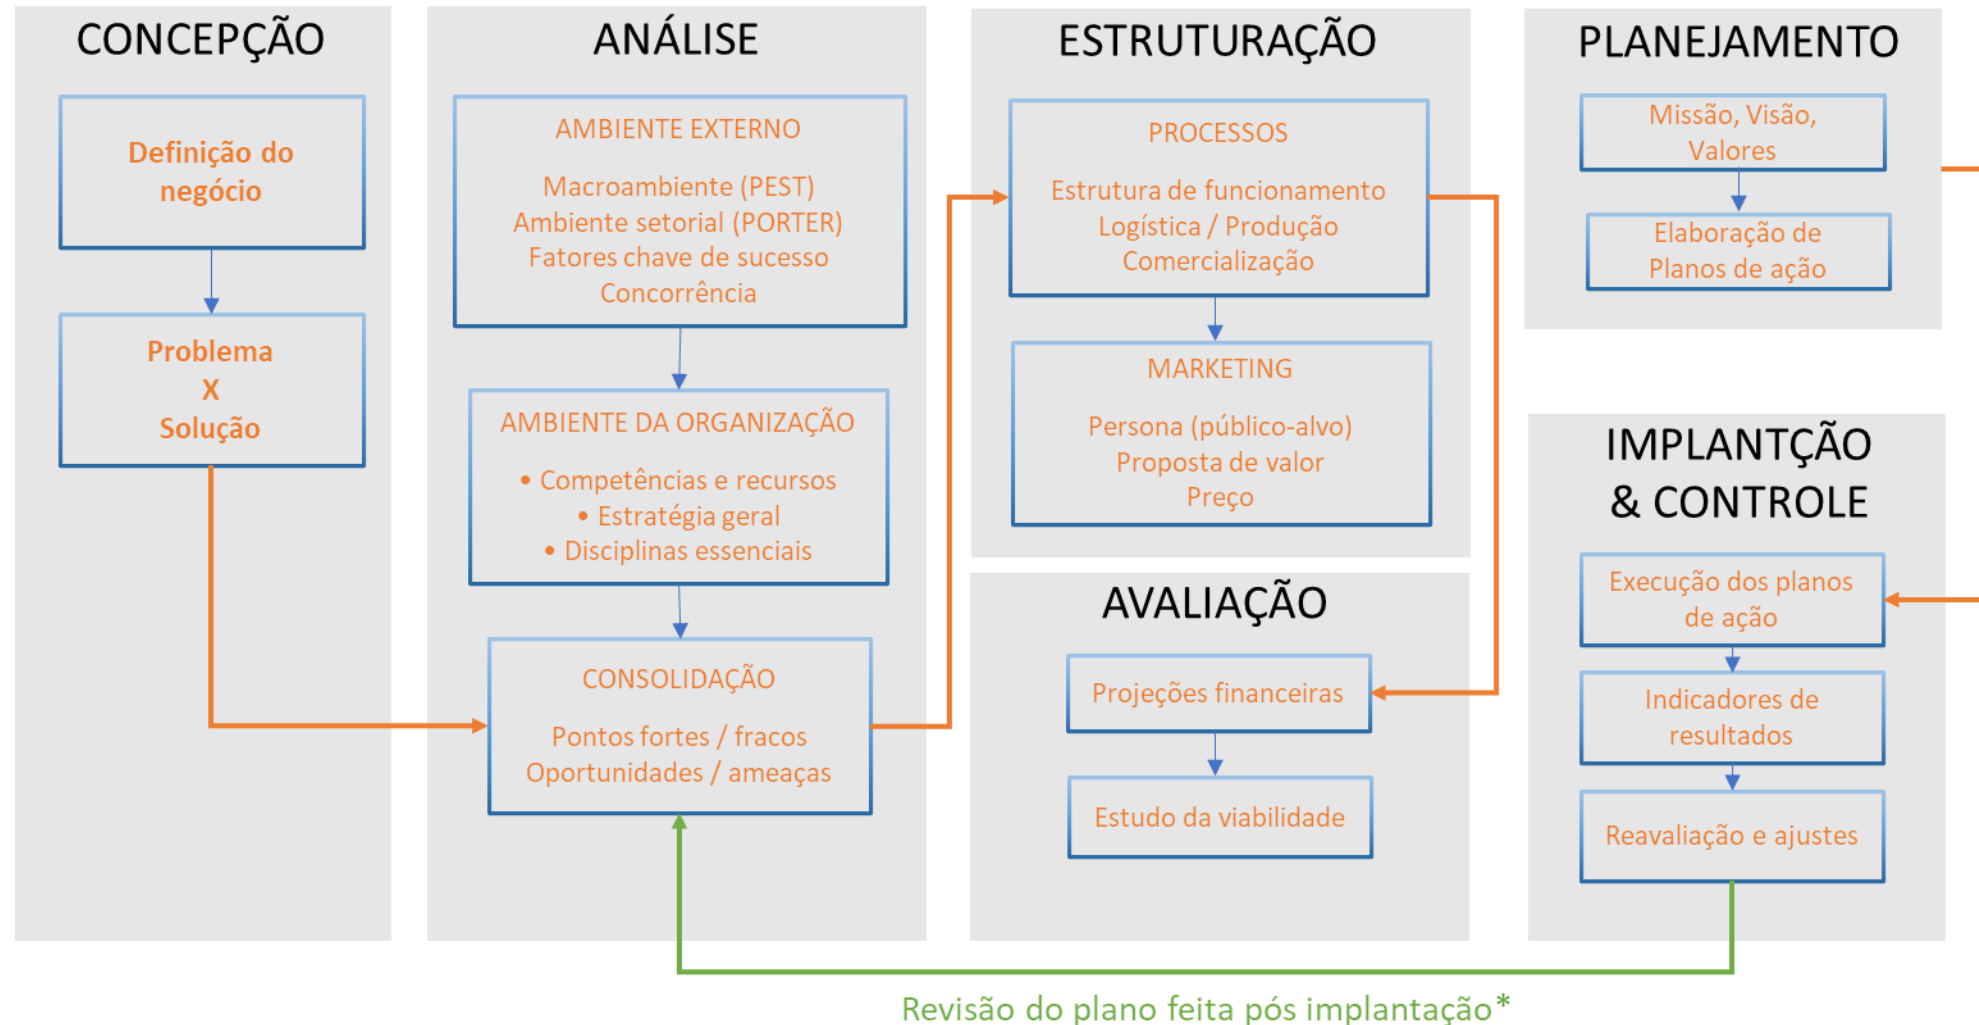 CONCEPÇÃO
Definição do
negócio
Problema
X
Solução
ANÁLISE
AMBIENTE EXTERNO
Macroambiente (PEST)
Ambiente setorial (PORTER)
Fatores chave de sucesso
Concorrência
AMBIENTE DA ORGANIZAÇÃO
• Competências e recursos
• Estratégia geral
• Disciplinas essenciais
CONSOLIDAÇÃO
Pontos fortes / fracos
Oportunidades / ameaças
ESTRUTURAÇÃO
PROCESSOS
Estrutura de funcionamento
Logística / Produção
Comercialização
MARKETING
Persona (público-alvo)
Proposta de valor
Preço
AVALIAÇÃO
Projeções financeiras
Estudo da viabilidade
PLANEJAMENTO
Missão, Visão,
Valores
Elaboração de
Planos de ação
IMPLANTÇÃO
& CONTROLE
Execução dos planos
de ação
Indicadores de
resultados
Reavaliação e ajustes
Revisão do plano feita pós implantação*